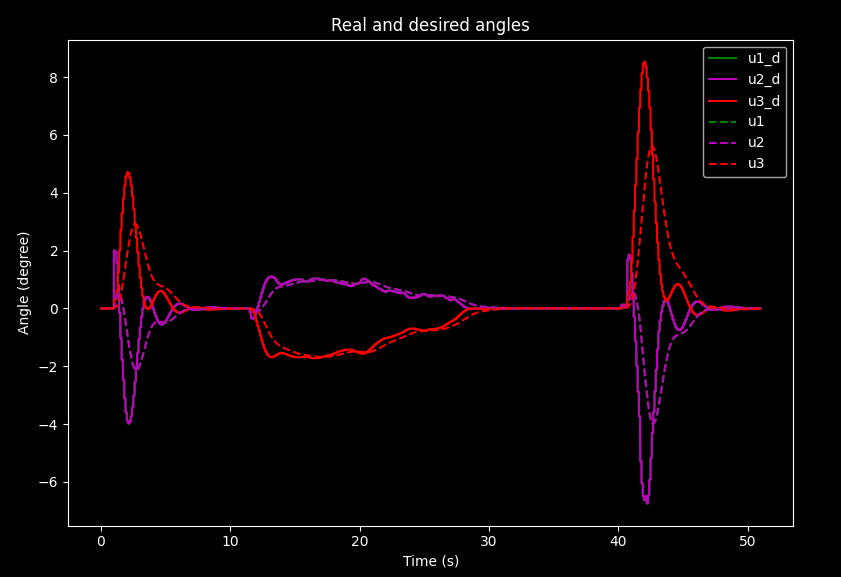 Real and desired angles
u1_d
u2_d
u3_d
u1
u2
u3
8
6
4
2
0
−2
−4
−6
Angle (degree)
0 10 20 30 40 50
Time (s)